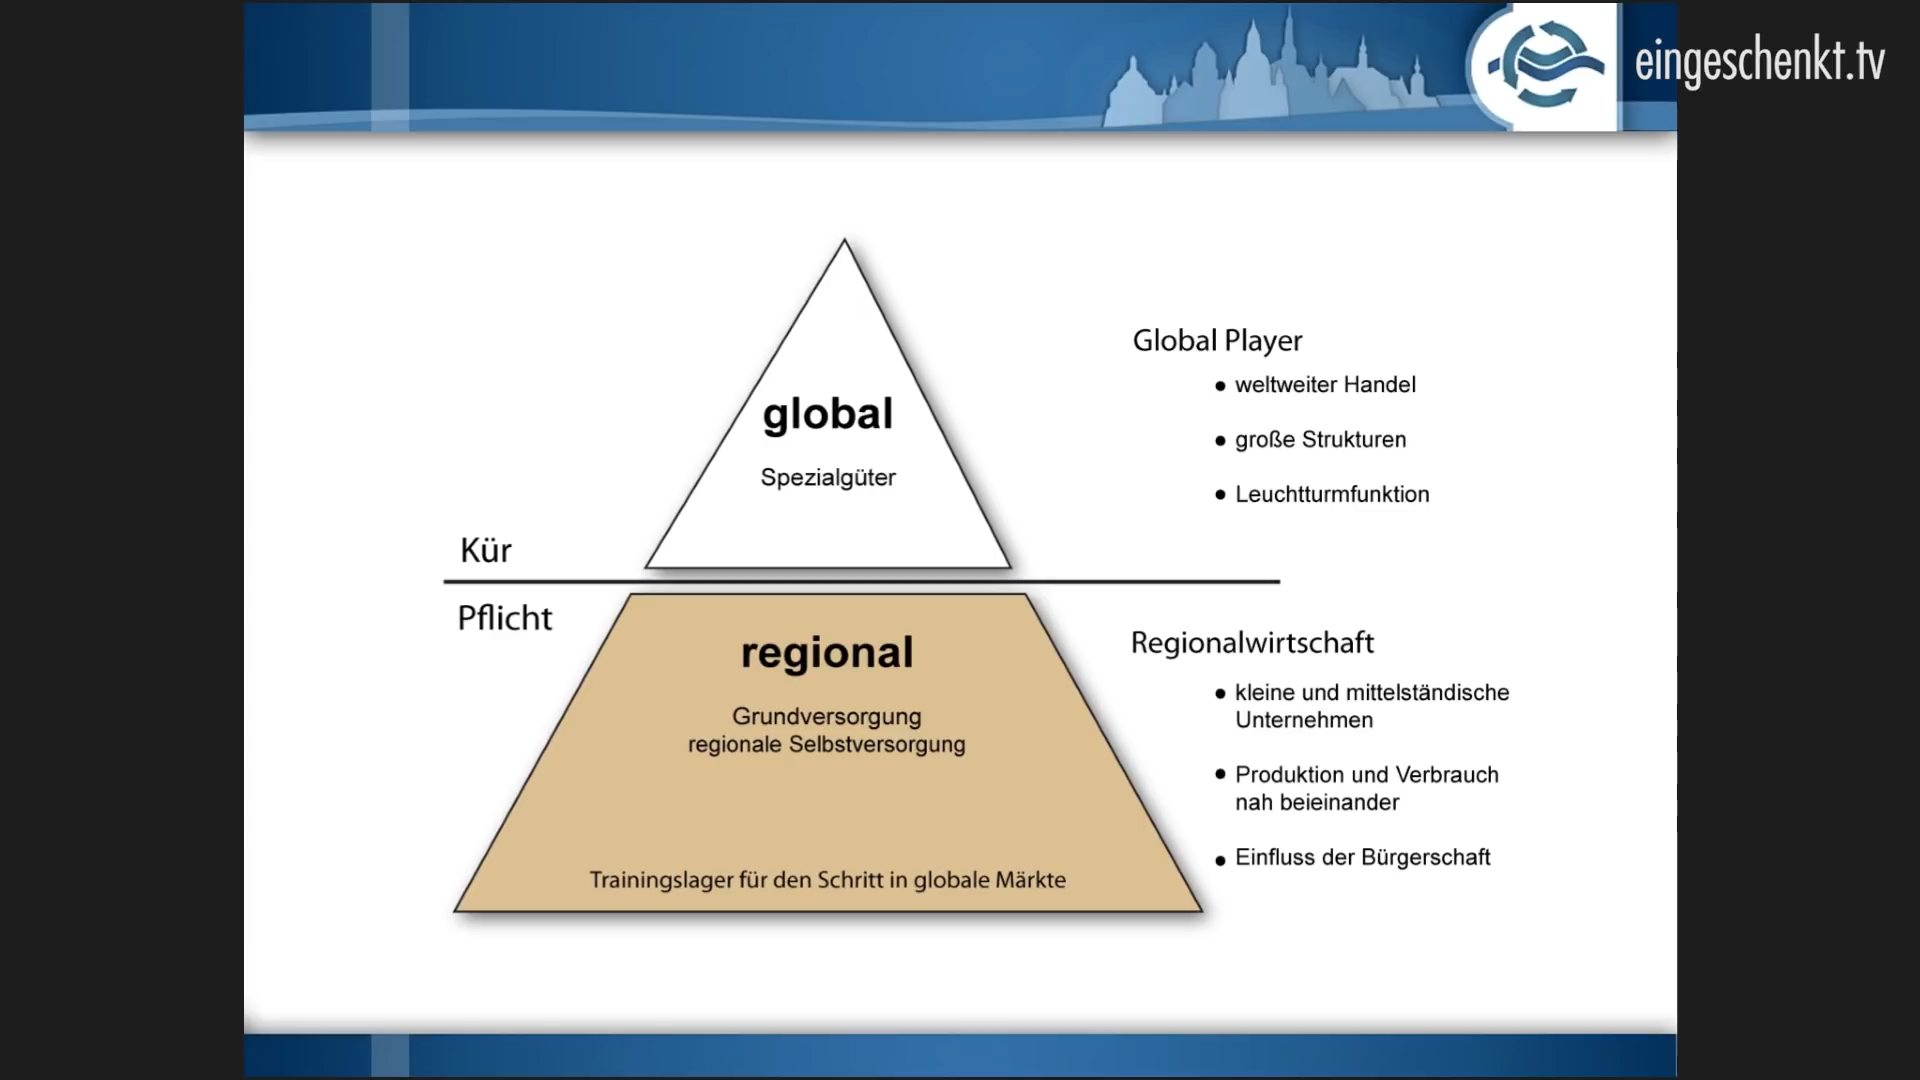 eingeschenkt.tv
global
Spezialgüter
Global Player
• weltweiter Handel
• große Strukturen
• Leuchtturmfunktion
Kür
Pflicht
regional
Grundversorgung
regionale Selbstversorgung
Trainingslager für den Schritt in globale Märkte
Regionalwirtschaft
• kleine und mittelständische
Unternehmen
• Produktion und Verbrauch
nah beieinander
• Einfluss der Bürgerschaft